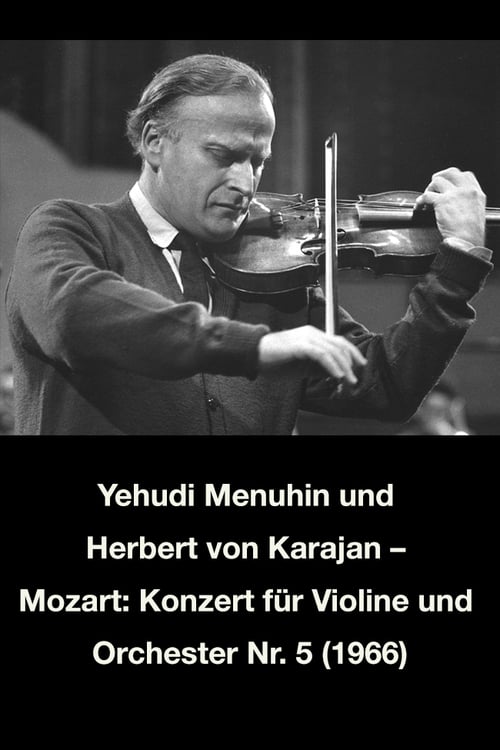 Yehudi Menuhin und
Herbert von Karajan –
Mozart: Konzert für Violine und
Orchester Nr. 5 (1966)